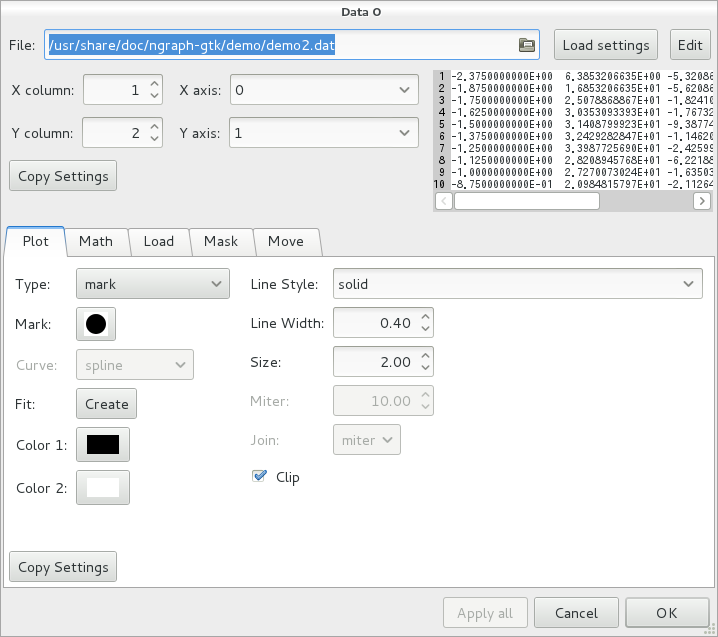 Data 0
File: /usr/share/doc/ngraph-gtk/demo/demo2.dat Load settings Edit
X column: 1 X axis: 0
Y column: 2 Y axis: 1
Copy Settings
1 -2.3750000000E+00 6.3853206635E+00 -5.32086
2 -1.8750000000E+00 1.6853206635E+01 -5.62086
3 -1.7500000000E+00 2.5078868867E+01 -1.82410
4 -1.6250000000E+00 3.0353093393E+01 -1.76732
5 -1.5000000000E+00 3.1408799923E+01 -9.38774
6 -1.3750000000E+00 3.2429282847E+01 -1.14620
7 -1.2500000000E+00 3.3987725690E+01 -2.42599
8 -1.1250000000E+00 2.8208945768E+01 -6.22188
9 -1.0000000000E+00 2.7270073024E+01 -1.63503
10 -8.7500000000E-01 2.0984815797E+01 -2.11264
Plot Math Load Mask Move
Type: mark Line Style: solid
Mark: Line Width: 0.40
Curve: spline Size: 2.00
Fit: Create Miter: 10.00
Color 1: Join: miter
Color 2: Clip
Copy Settings
Apply all Cancel OK